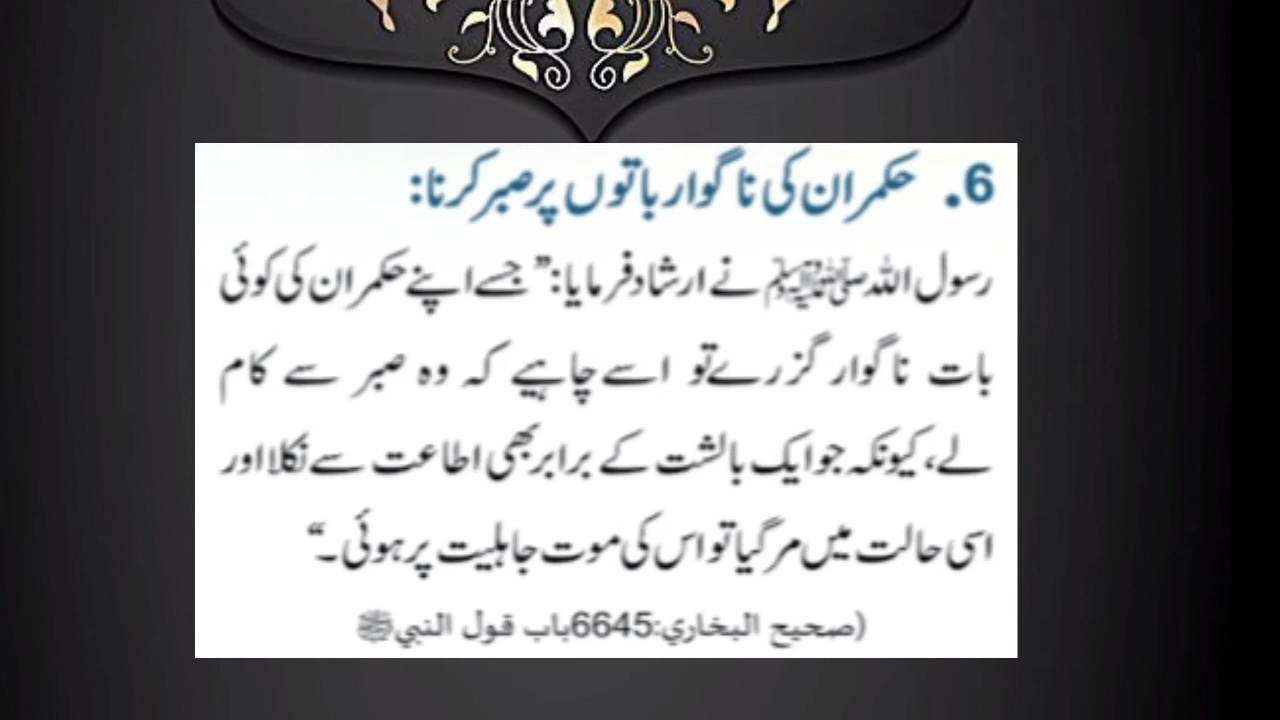 6. حکمران کی ناگوار باتوں پر صبر کرنا:
رسول اللہ ﷺ نے ارشاد فرمایا: ”جسے اپنے حکمران کی کوئی
بات ناگوار گزرے تو اسے چاہیے کہ وہ صبر سے کام
لے، کیونکہ جو ایک بالشت کے برابر بھی اطاعت سے نکلا اور
اسی حالت میں مر گیا تو اس کی موت جاہلیت پر ہوئی۔“
(صحيح البخاري:6645باب قول النبي ﷺ